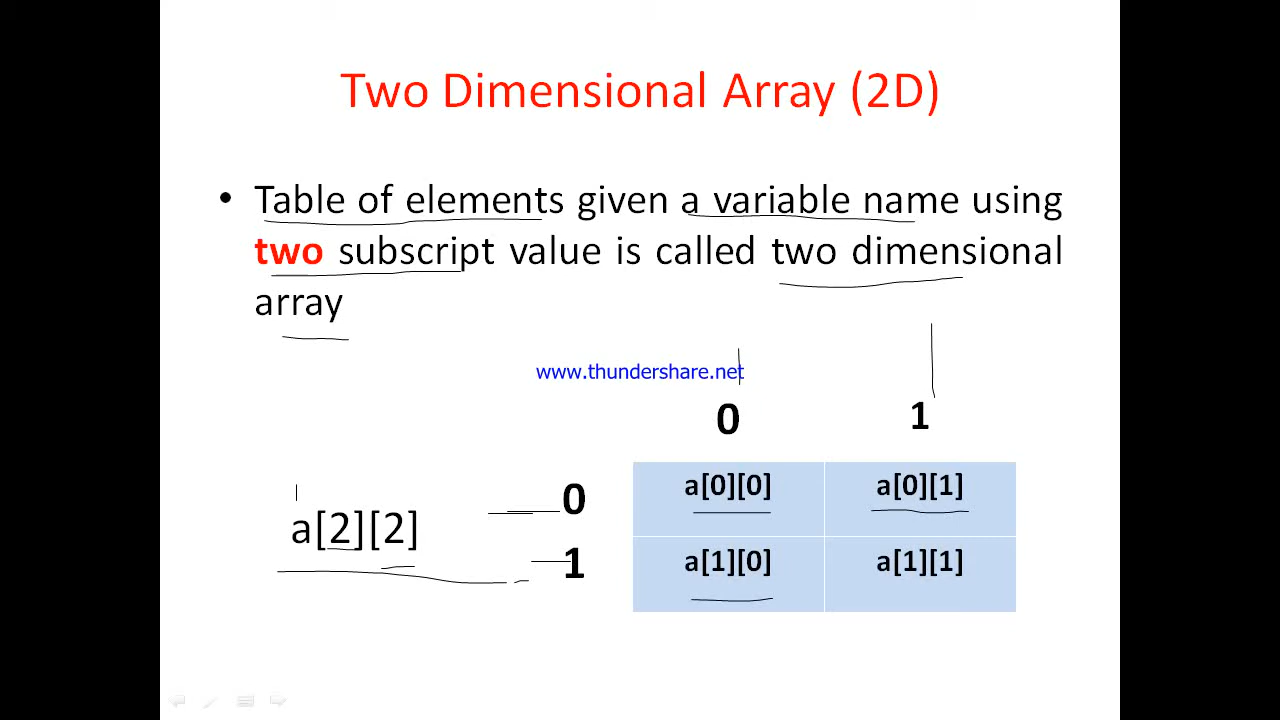 Two Dimensional Array (2D)
• Table of elements given a variable name using
two subscript value is called two dimensional
array
www.thundershare.net
0 1
0 a[0][0] a[0][1]
a[2][2]
1 a[1][0] a[1][1]